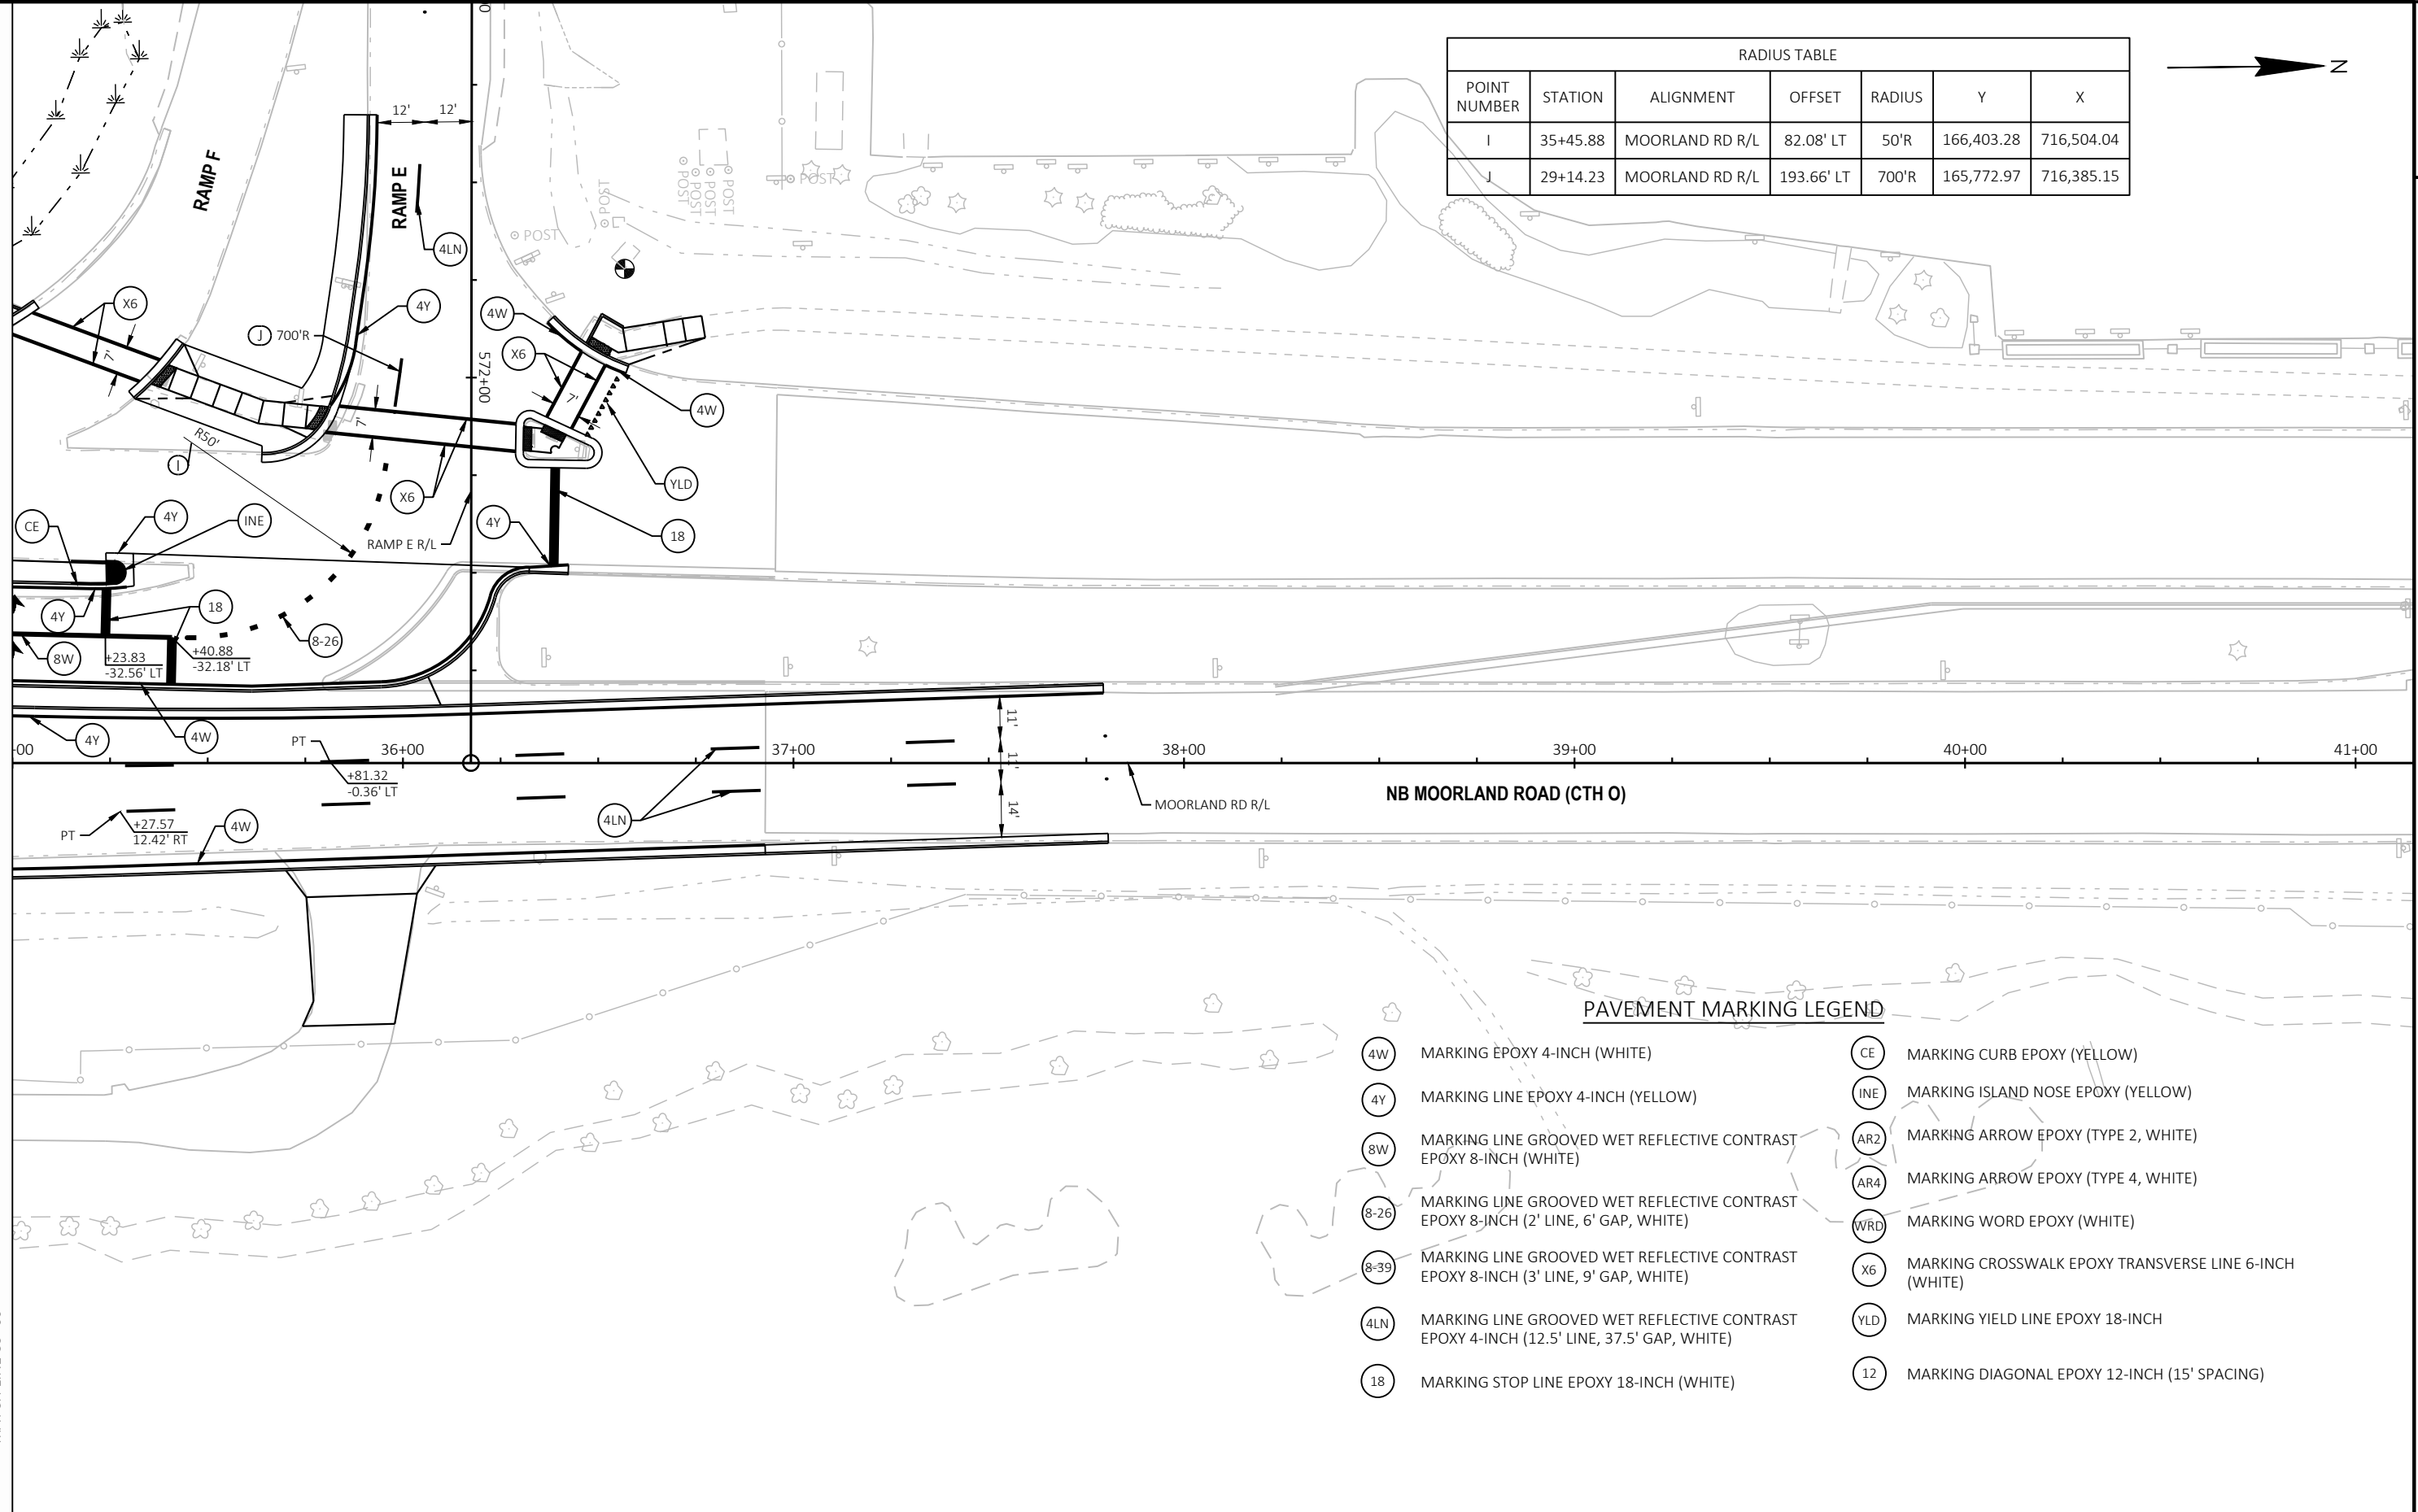 RADIUS TABLE
POINT NUMBER STATION ALIGNMENT OFFSET RADIUS Y X
I 35+45.88 MOORLAND RD R/L 82.08' LT 50'R 166,403.28 716,504.04
J 29+14.23 MOORLAND RD R/L 193.66' LT 700'R 165,772.97 716,385.15
N
12' 12'
RAMP F
RAMP E
4LN
POST
POST
POST
POST
POST
POST
POST
X6
4Y
4W
J 700'R
X6
572+00
7'
7'
7'
4W
R50'
I
YLD
X6
CE
4Y
INE
4Y
18
RAMP E R/L
4Y
18
8-26
8W
+23.83
-32.56' LT
+40.88
-32.18' LT
4Y
4W
PT
11'
11'
14'
-00 36+00 37+00 38+00 39+00 40+00 41+00
+81.32
-0.36' LT
NB MOORLAND ROAD (CTH O)
MOORLAND RD R/L
4LN
PT
+27.57
12.42' RT
4W
PAVEMENT MARKING LEGEND
4W MARKING EPOXY 4-INCH (WHITE)
4Y MARKING LINE EPOXY 4-INCH (YELLOW)
8W MARKING LINE GROOVED WET REFLECTIVE CONTRAST
EPOXY 8-INCH (WHITE)
8-26 MARKING LINE GROOVED WET REFLECTIVE CONTRAST
EPOXY 8-INCH (2' LINE, 6' GAP, WHITE)
8-39 MARKING LINE GROOVED WET REFLECTIVE CONTRAST
EPOXY 8-INCH (3' LINE, 9' GAP, WHITE)
4LN MARKING LINE GROOVED WET REFLECTIVE CONTRAST
EPOXY 4-INCH (12.5' LINE, 37.5' GAP, WHITE)
18 MARKING STOP LINE EPOXY 18-INCH (WHITE)
CE MARKING CURB EPOXY (YELLOW)
INE MARKING ISLAND NOSE EPOXY (YELLOW)
AR2 MARKING ARROW EPOXY (TYPE 2, WHITE)
AR4 MARKING ARROW EPOXY (TYPE 4, WHITE)
WRD MARKING WORD EPOXY (WHITE)
X6 MARKING CROSSWALK EPOXY TRANSVERSE LINE 6-INCH
(WHITE)
YLD MARKING YIELD LINE EPOXY 18-INCH
12 MARKING DIAGONAL EPOXY 12-INCH (15' SPACING)